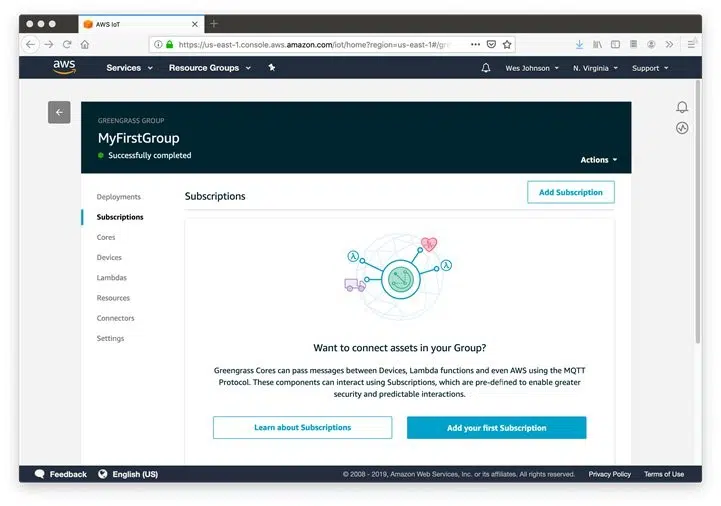 AWS IoT
https://us-east-1.console.aws.amazon.com/iot/home?region=us-east-1#/gre
aws Services Resource Groups Wes Johnson N. Virginia Support
GREENGRASS GROUP
MyFirstGroup
Successfully completed
Actions
Deployments
Subscriptions
Cores
Devices
Lambdas
Resources
Connectors
Settings
Subscriptions Add Subscription
λ
λ
Want to connect assets in your Group?
Greengrass Cores can pass messages between Devices, Lambda functions and even AWS using the MQTT
Protocol. These components can interact using Subscriptions, which are pre-defined to enable greater
security and predictable interactions.
Learn about Subscriptions Add your first Subscription
Feedback English (US) © 2008 - 2019, Amazon Web Services, Inc. or its affiliates. All rights reserved. Privacy Policy Terms of Use